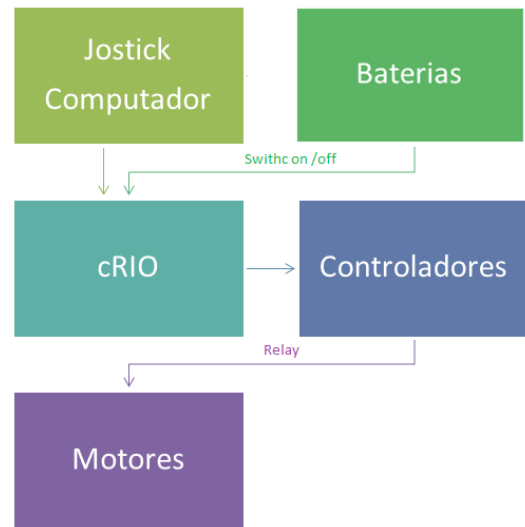 Jostick
Computador
Baterias
Swithc on /off
cRIO
Controladores
Relay
Motores